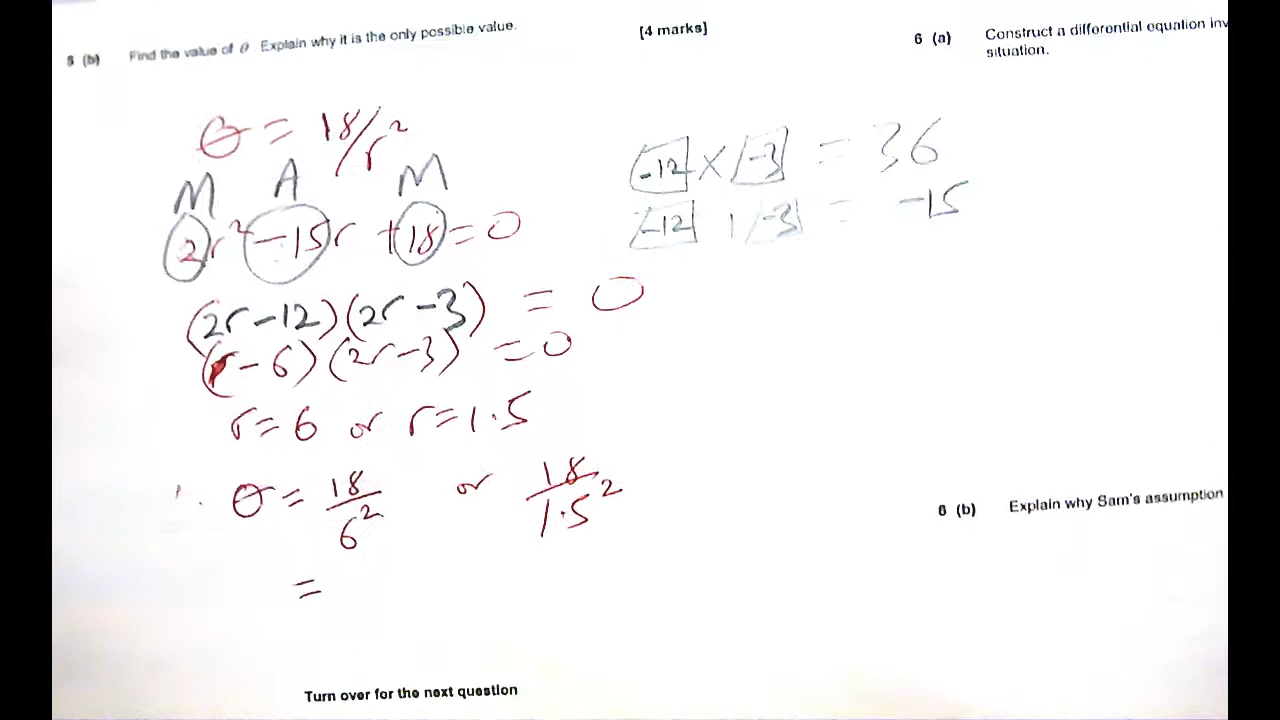 5 (b) Find the value of θ Explain why it is the only possible value. [4 marks]
θ = 18/r²
M A M
2r² -15r +18 = 0
(2r -12)(2r -3) = 0
(r - 6)(2r - 3) = 0
r = 6 or r = 1.5
∴ θ = 18/6² or 18/1.5²
=
-12 × -3 = 36
-12 -3 = -15
Turn over for the next question
6 (a) Construct a differential equation inv
situation.
6 (b) Explain why Sam's assumption